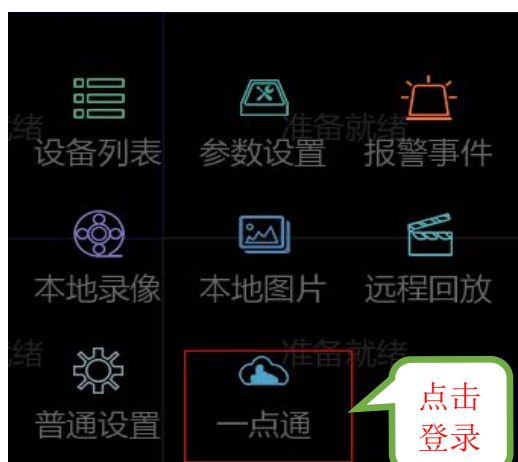 绪
准备就绪
设备列表 参数设置 报警事件
本地录像 本地图片 远程回放
绪
准备就绪
普通设置 一点通
点击
登录